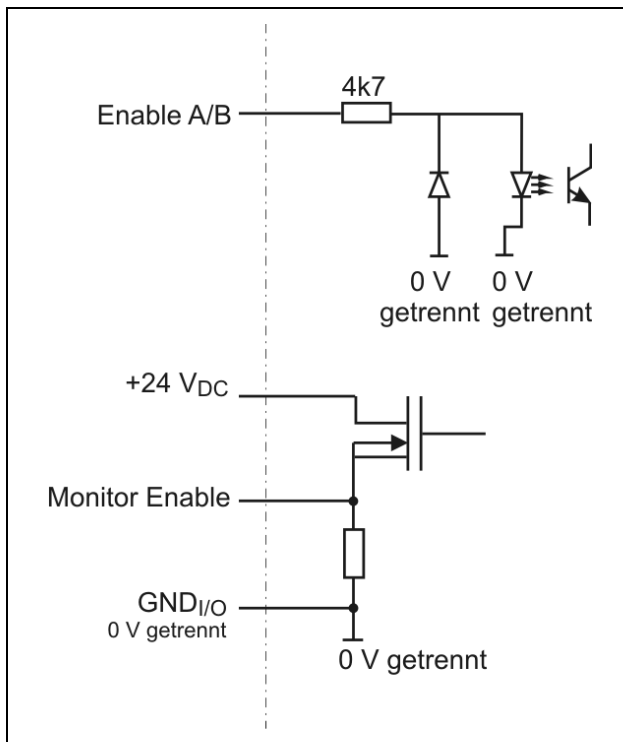 4k7
Enable A/B
0 V 0 V
getrennt getrennt
+24 VDC
Monitor Enable
GNDI/O
0 V getrennt
0 V getrennt